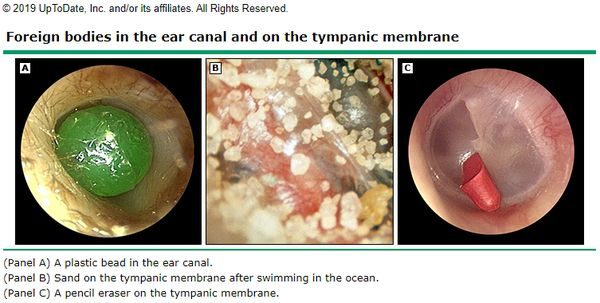 © 2019 UpToDate, Inc. and/or its affiliates. All Rights Reserved.
Foreign bodies in the ear canal and on the tympanic membrane
A
B
C
(Panel A) A plastic bead in the ear canal.
(Panel B) Sand on the tympanic membrane after swimming in the ocean.
(Panel C) A pencil eraser on the tympanic membrane.